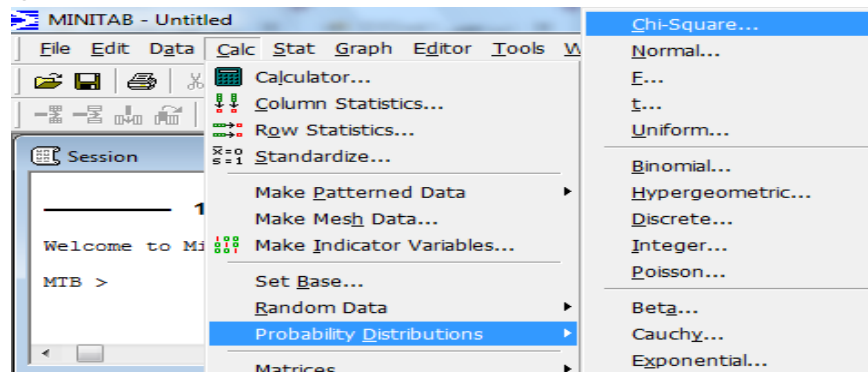 MINITAB - Untitled
File Edit Data Calc Stat Graph Editor Tools W
Calculator...
Column Statistics...
Row Statistics...
Standardize...
Make Patterned Data
Make Mesh Data...
Make Indicator Variables...
Set Base...
Random Data
Probability Distributions
Matrices
Session
1
Welcome to Mi
MTB >
Chi-Square...
Normal...
F...
t...
Uniform...
Binomial...
Hypergeometric...
Discrete...
Integer...
Poisson...
Beta...
Cauchy...
Exponential...